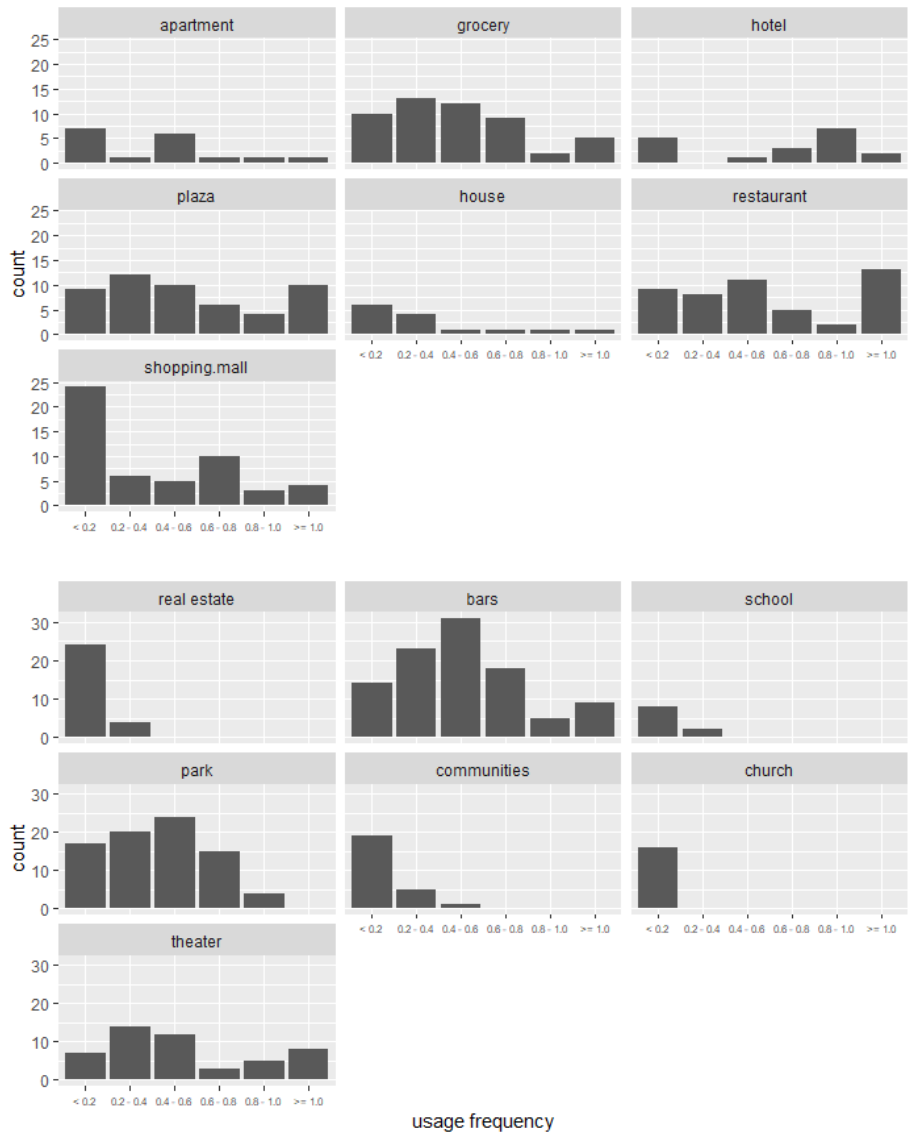 apartment grocery hotel
25
20
15
10
5
0
plaza house restaurant
25
20
15
10
5
0
count
< 0.2 0.2 - 0.4 0.4 - 0.6 0.6 - 0.8 0.8 - 1.0 >= 1.0 < 0.2 0.2 - 0.4 0.4 - 0.6 0.6 - 0.8 0.8 - 1.0 >= 1.0
shopping.mall
25
20
15
10
5
0
< 0.2 0.2 - 0.4 0.4 - 0.6 0.6 - 0.8 0.8 - 1.0 >= 1.0
real estate bars school
30
20
10
0
park communities church
30
20
10
0
count
< 0.2 0.2 - 0.4 0.4 - 0.6 0.6 - 0.8 0.8 - 1.0 >= 1.0 < 0.2 0.2 - 0.4 0.4 - 0.6 0.6 - 0.8 0.8 - 1.0 >= 1.0
theater
30
20
10
0
< 0.2 0.2 - 0.4 0.4 - 0.6 0.6 - 0.8 0.8 - 1.0 >= 1.0
usage frequency